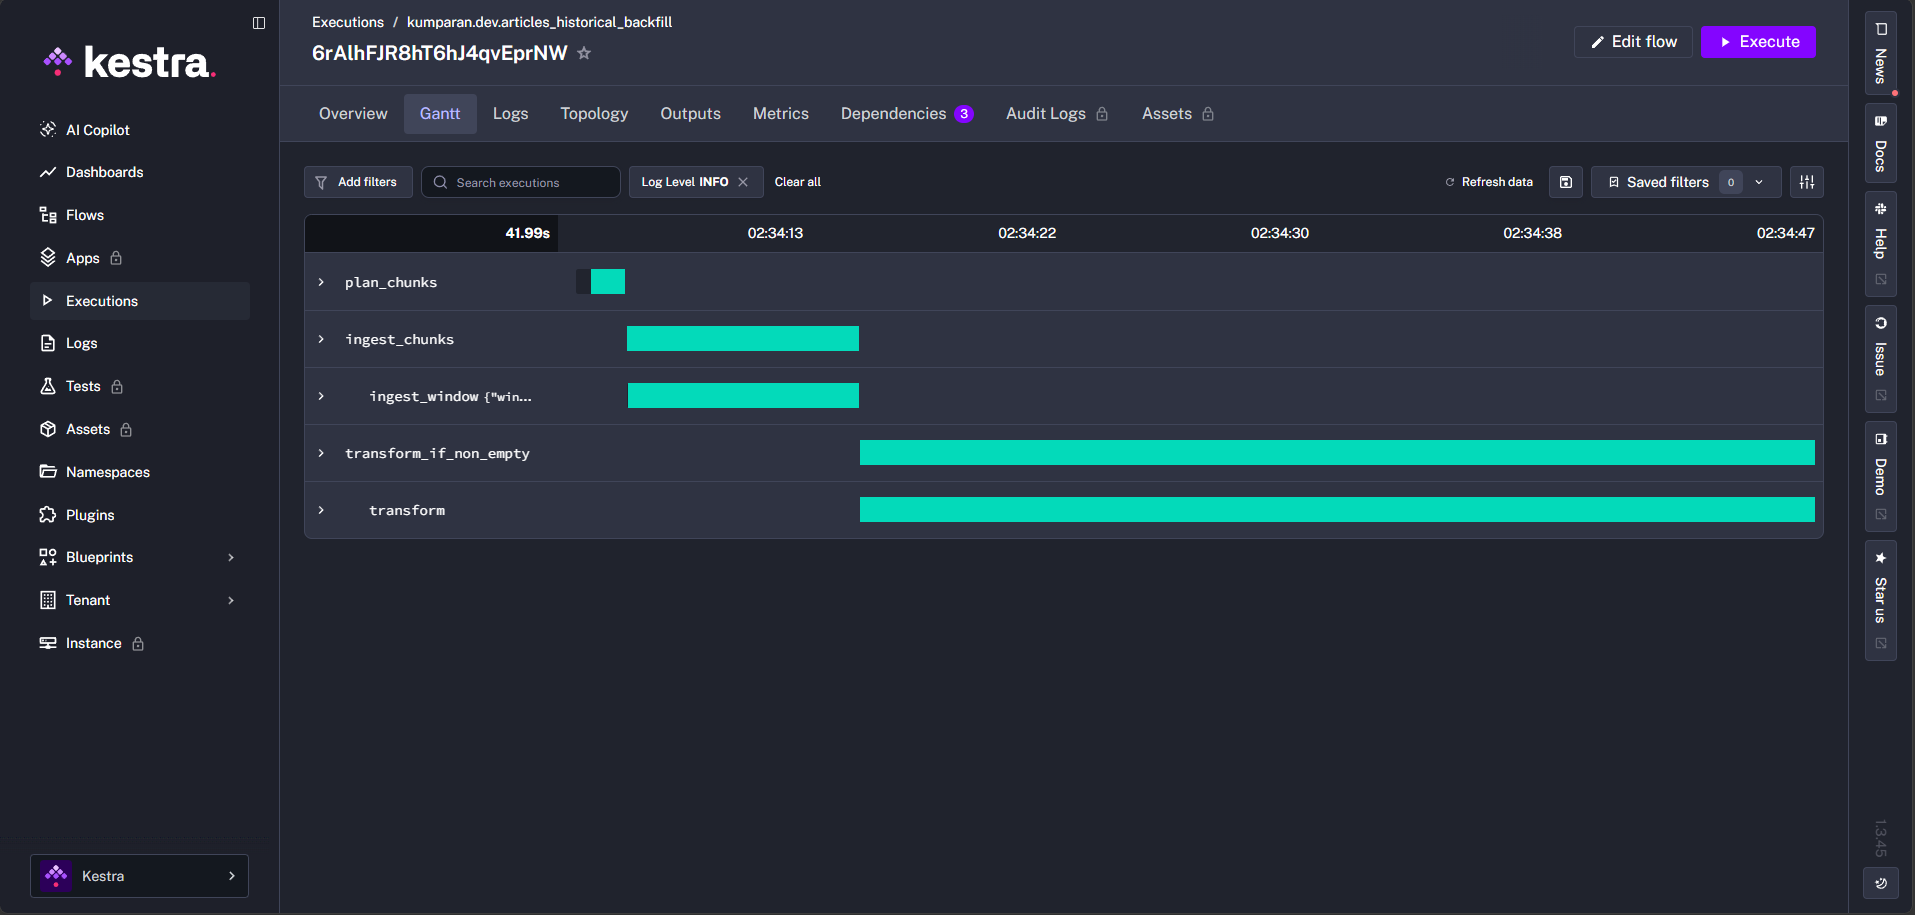 kestra.
AI Copilot
Dashboards
Flows
Apps
Executions
Logs
Tests
Assets
Namespaces
Plugins
Blueprints
Tenant
Instance
Kestra
Executions / kumparan.dev.articles_historical_backfill
6rAlhFJR8hT6hJ4qvEprNW
Edit flow
Execute
Overview Gantt Logs Topology Outputs Metrics Dependencies 3 Audit Logs Assets
Add filters Search executions Log Level INFO Clear all Refresh data Saved filters 0
41.99s 02:34:13 02:34:22 02:34:30 02:34:38 02:34:47
plan_chunks
ingest_chunks
ingest_window {"win...
transform_if_non_empty
transform
News
Docs
Help
Issue
Demo
Star us
1.3.45